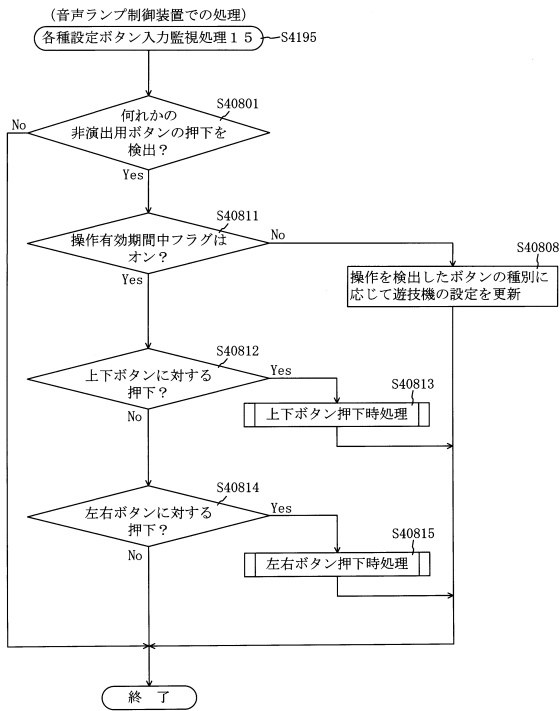 (音声ランプ制御装置での処理)
各種設定ボタン入力監視処理15
S4195
S40801
何れかの
非演出用ボタンの押下を
検出？
No
Yes
S40811
操作有効期間中フラグは
オン？
No
Yes
S40808
操作を検出したボタンの種別に
応じて遊技機の設定を更新
S40812
上下ボタンに対する
押下？
Yes
No
S40813
上下ボタン押下時処理
S40814
左右ボタンに対する
押下？
Yes
No
S40815
左右ボタン押下時処理
終 了